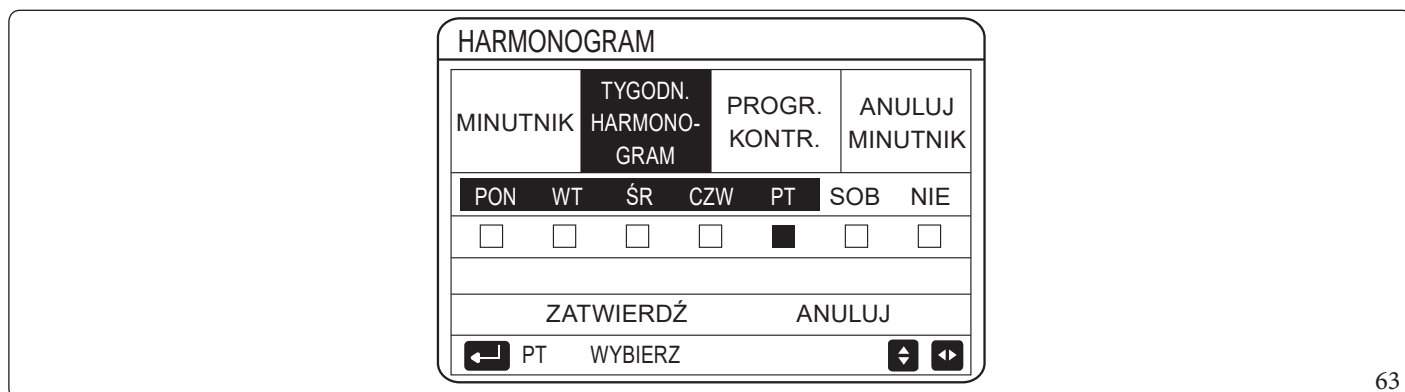 HARMONOGRAM
MINUTNIK
TYGODN.
HARMONO-
GRAM
PROGR.
KONTR.
ANULUJ
MINUTNIK
PON WT ŚR CZW PT SOB NIE
ZATWIERDŹ ANULUJ
PT WYBIERZ
63